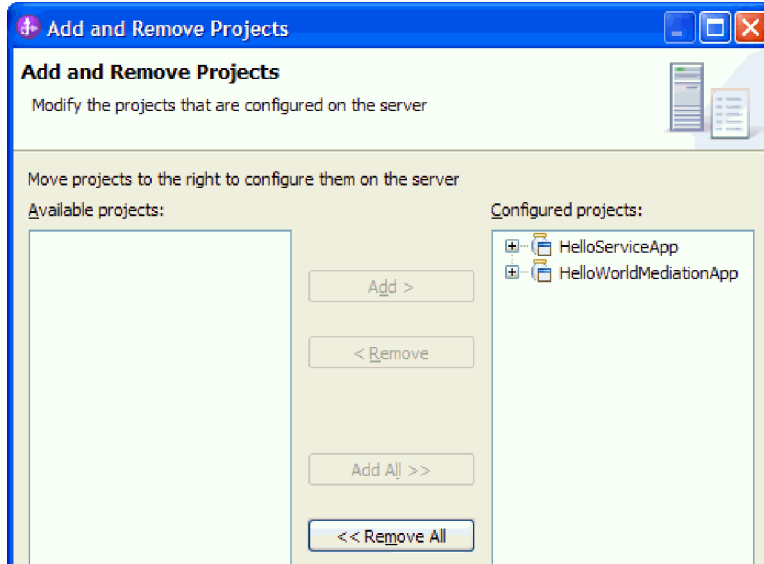 Add and Remove Projects
Add and Remove Projects
Modify the projects that are configured on the server
Move projects to the right to configure them on the server
Available projects:
Configured projects:
HelloServiceApp
HelloWorldMediationApp
Add >
< Remove
Add All >>
<< Remove All